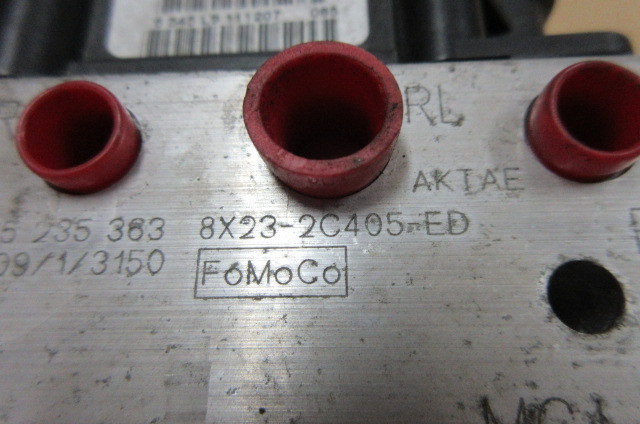 RL
AKTAE
5 235 363 8X23-2C405-ED
09/1/3150 FoMoCo